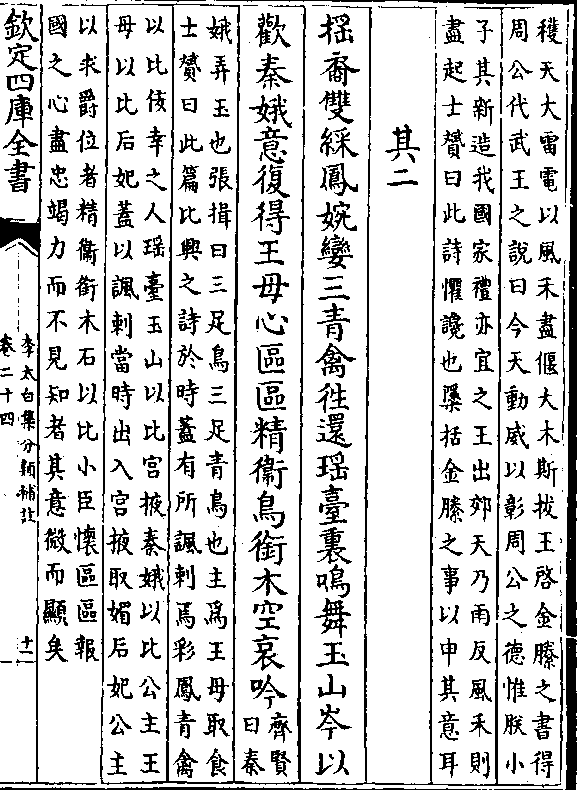 穫天大雷電以風禾盡偃大木斯拔王啓金縢之書得
周公代武王之說曰今天動威以彰周公之德惟朕小
子其新造我國家禮亦宜之王出郊天乃雨反風禾則
盡起士贇曰此詩懼讒也檃括金縢之事以申其意耳
其二
揺裔雙綵鳳婉孌三青禽徃還瑶臺裏鳴舞玉山岑以
歡秦娥意復得王母心區區精衞鳥銜木空哀吟
齊賢
曰秦
娥弄玉也張揖曰三足烏三足青鳥也主為王母取食
士贇曰此篇比興之詩於時蓋有所諷刺焉彩鳳青禽
以比佞幸之人瑶臺玉山以比宫掖秦娥以比公主王
母以比后妃蓋以諷刺當時出入宫掖取媚后妃公主
以求爵位者精衞銜木石以比小臣懷區區報
國之心盡忠竭力而不見知者其意微而顯矣
欽定四庫全書
李太白集分類補註
卷二十四
十一